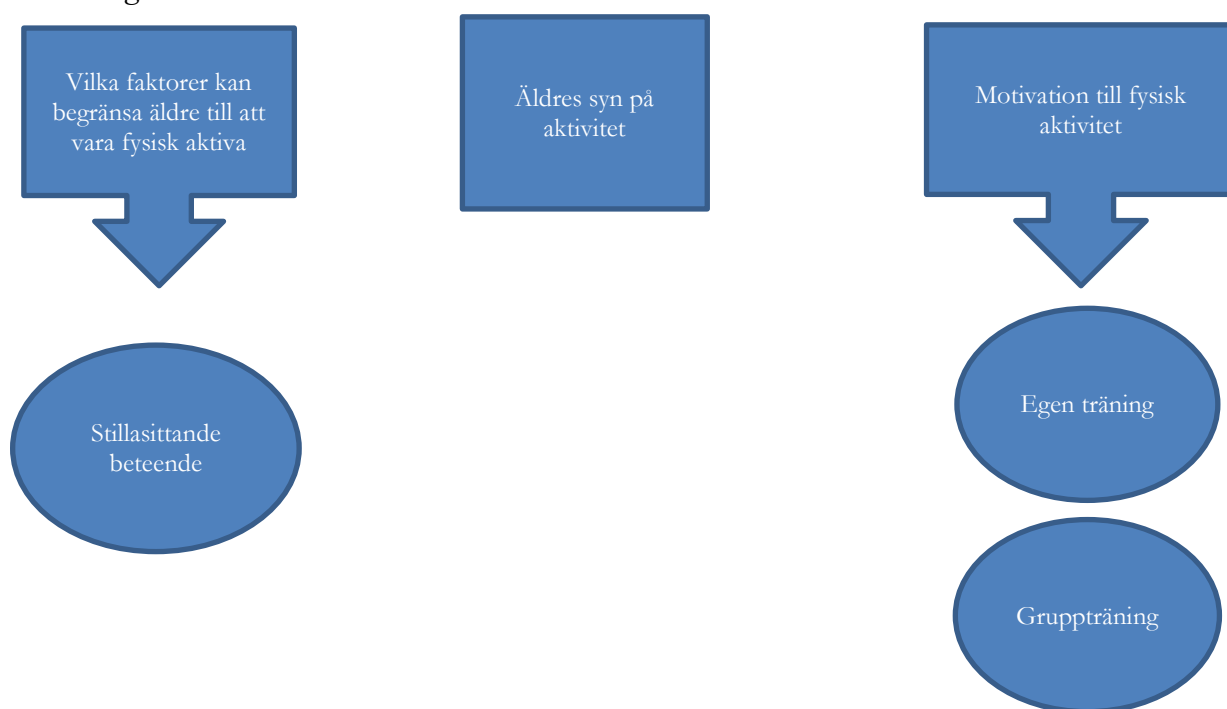 Vilka faktorer kan
begränsa äldre till att
vara fysisk aktiva
Äldres syn på
aktivitet
Motivation till fysisk
aktivitet
Stillasittande
beteende
Egen träning
Gruppträning